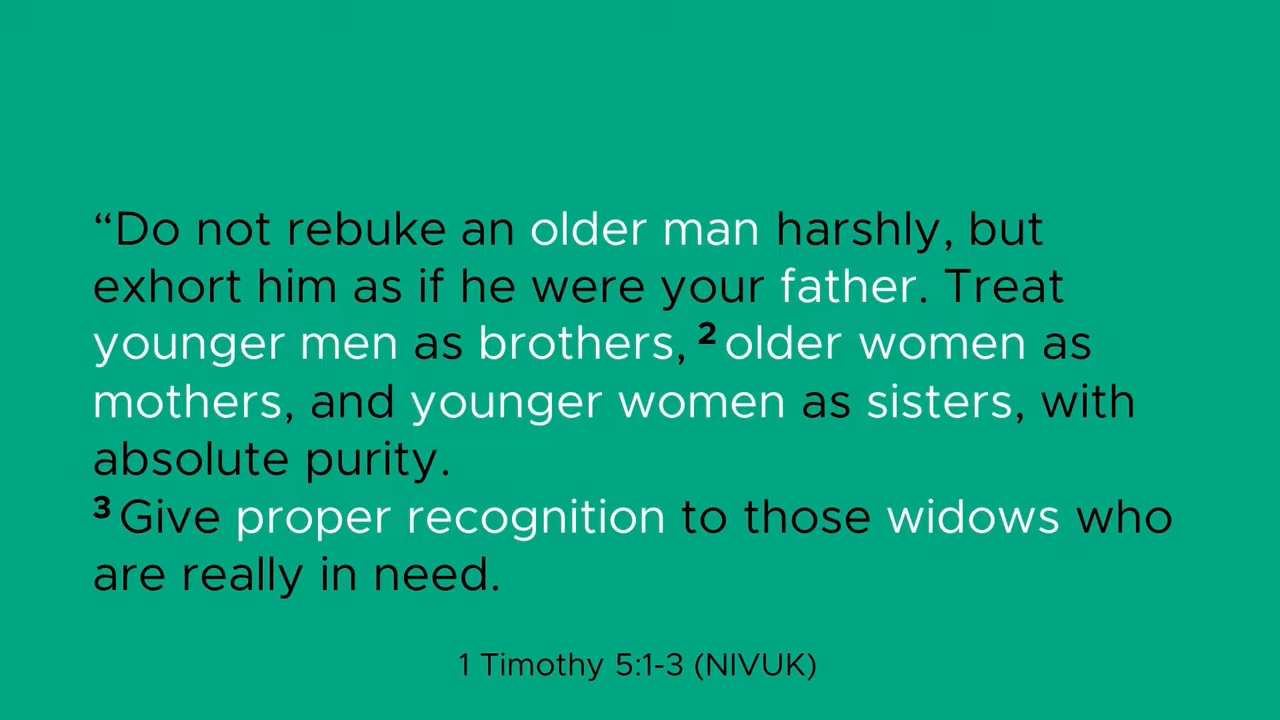 “Do not rebuke an older man harshly, but
exhort him as if he were your father. Treat
younger men as brothers, ² older women as
mothers, and younger women as sisters, with
absolute purity.
³ Give proper recognition to those widows who
are really in need.
1 Timothy 5:1-3 (NIVUK)